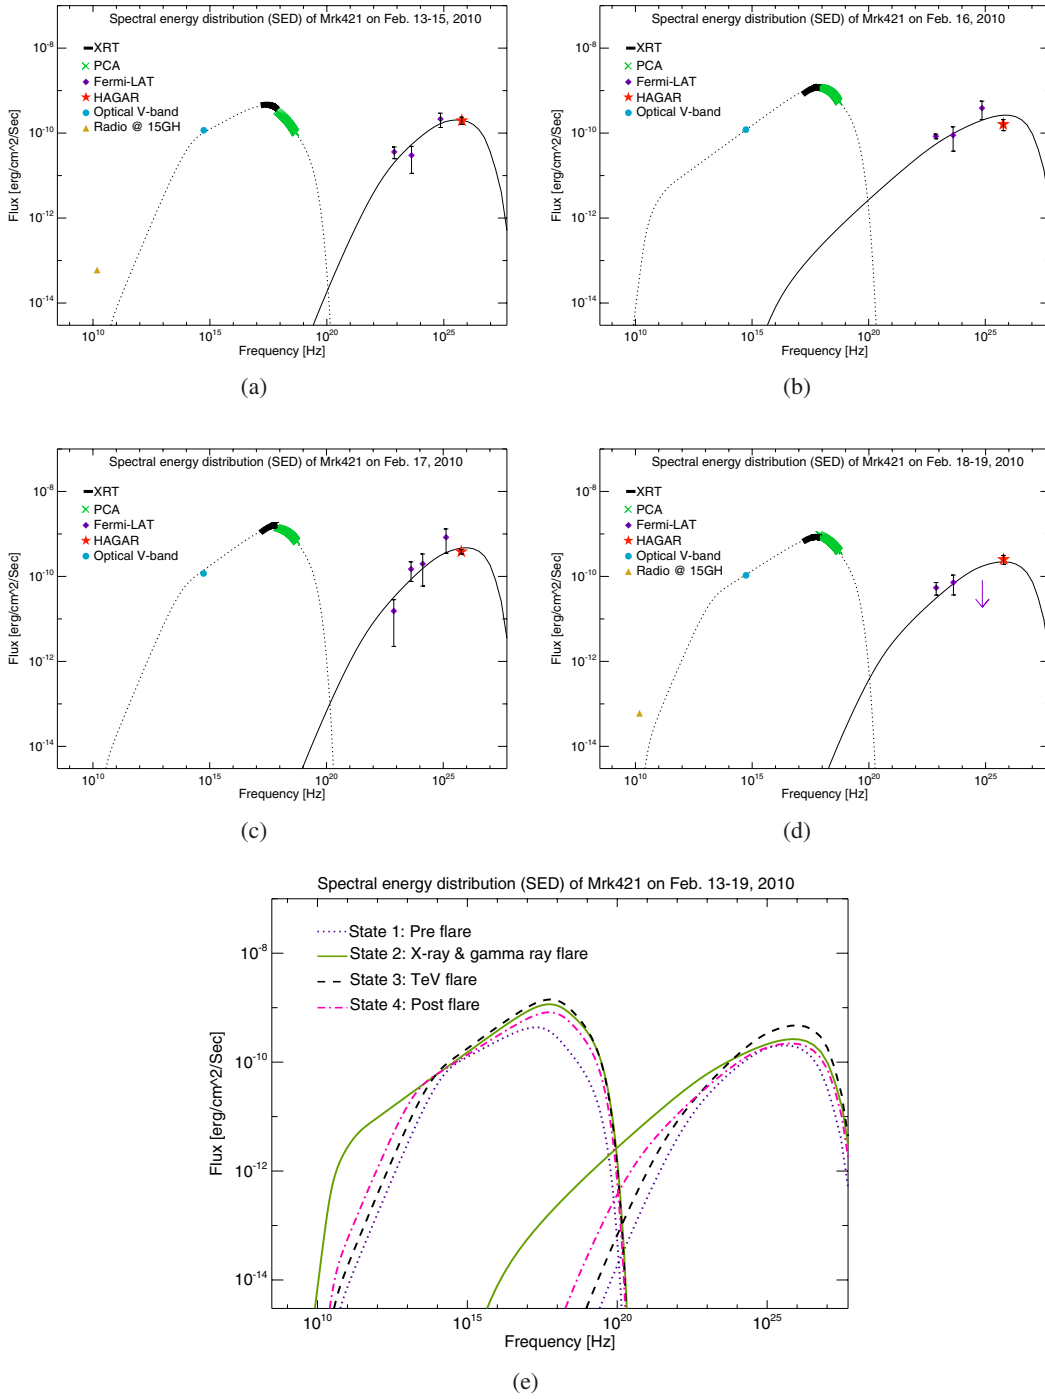 Spectral energy distribution (SED) of Mrk421 on Feb. 13-15, 2010
XRT
PCA
Fermi-LAT
HAGAR
Optical V-band
Radio @ 15GH
Flux [erg/cm^2/Sec]
10^-8
10^-10
10^-12
10^-14
10^10 10^15 10^20 10^25
Frequency [Hz]
(a)
Spectral energy distribution (SED) of Mrk421 on Feb. 16, 2010
XRT
PCA
Fermi-LAT
HAGAR
Optical V-band
Flux [erg/cm^2/Sec]
10^-8
10^-10
10^-12
10^-14
10^10 10^15 10^20 10^25
Frequency [Hz]
(b)
Spectral energy distribution (SED) of Mrk421 on Feb. 17, 2010
XRT
PCA
Fermi-LAT
HAGAR
Optical V-band
Flux [erg/cm^2/Sec]
10^-8
10^-10
10^-12
10^-14
10^10 10^15 10^20 10^25
Frequency [Hz]
(c)
Spectral energy distribution (SED) of Mrk421 on Feb. 18-19, 2010
XRT
PCA
Fermi-LAT
HAGAR
Optical V-band
Radio @ 15GH
Flux [erg/cm^2/Sec]
10^-8
10^-10
10^-12
10^-14
10^10 10^15 10^20 10^25
Frequency [Hz]
(d)
Spectral energy distribution (SED) of Mrk421 on Feb. 13-19, 2010
State 1: Pre flare
State 2: X-ray & gamma ray flare
State 3: TeV flare
State 4: Post flare
Flux [erg/cm^2/Sec]
10^-8
10^-10
10^-12
10^-14
10^10 10^15 10^20 10^25
Frequency [Hz]
(e)